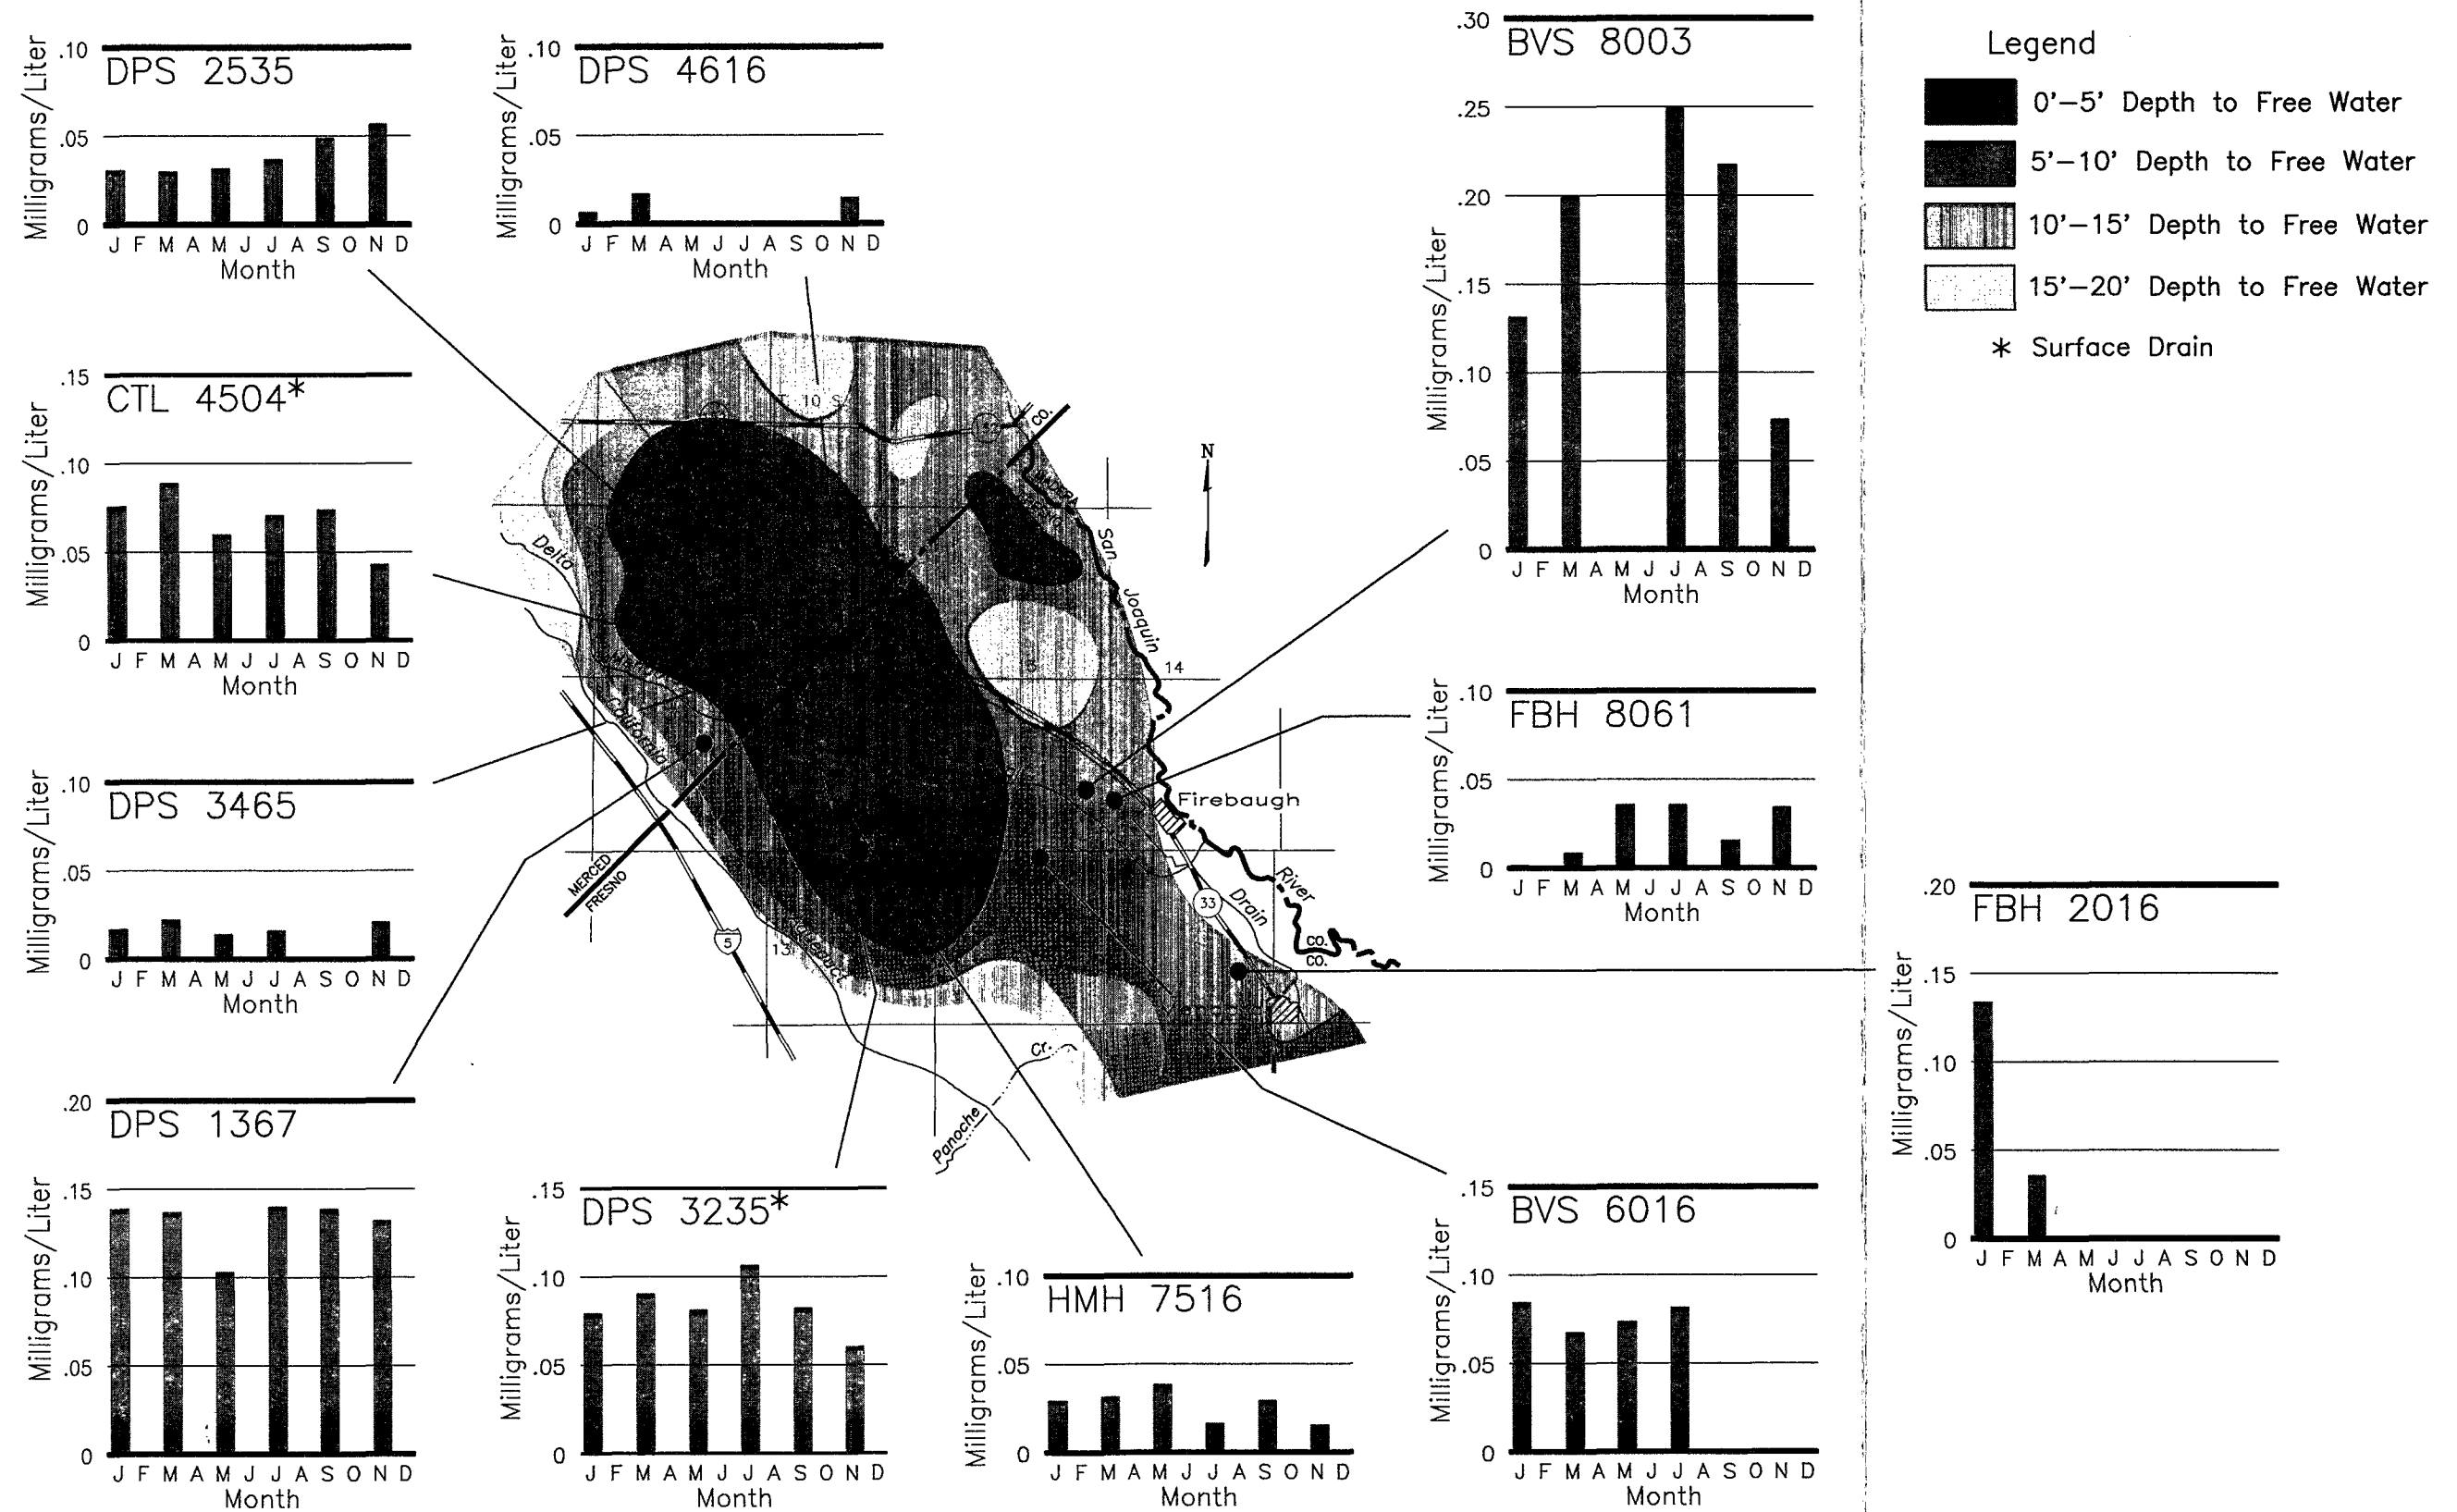 .10
DPS 2535
.05
0
Milligrams/Liter
J F M A M J J A S O N D
Month
.10
DPS 4616
.05
0
Milligrams/Liter
J F M A M J J A S O N D
Month
.30
BVS 8003
.25
.20
.15
.10
.05
0
Milligrams/Liter
J F M A M J J A S O N D
Month
Legend
0'-5' Depth to Free Water
5'-10' Depth to Free Water
10'-15' Depth to Free Water
15'-20' Depth to Free Water
* Surface Drain
.15
CTL 4504*
.10
.05
0
Milligrams/Liter
J F M A M J J A S O N D
Month
10 S
CO.
MADERA
N
Delta
San
Joaquin
14
California
Firebaugh
MERCED
FRESNO
River
Drain
33
CO.
CO.
5
13
Aqueduct
Cr.
Panoche
.10
DPS 3465
.05
0
Milligrams/Liter
J F M A M J J A S O N D
Month
.10
FBH 8061
.05
0
Milligrams/Liter
J F M A M J J A S O N D
Month
.20
FBH 2016
.15
.10
.05
0
Milligrams/Liter
J F M A M J J A S O N D
Month
.20
DPS 1367
.15
.10
.05
0
Milligrams/Liter
J F M A M J J A S O N D
Month
.15
DPS 3235*
.10
.05
0
Milligrams/Liter
J F M A M J J A S O N D
Month
.10
HMH 7516
.05
0
Milligrams/Liter
J F M A M J J A S O N D
Month
.15
BVS 6016
.10
.05
0
Milligrams/Liter
J F M A M J J A S O N D
Month